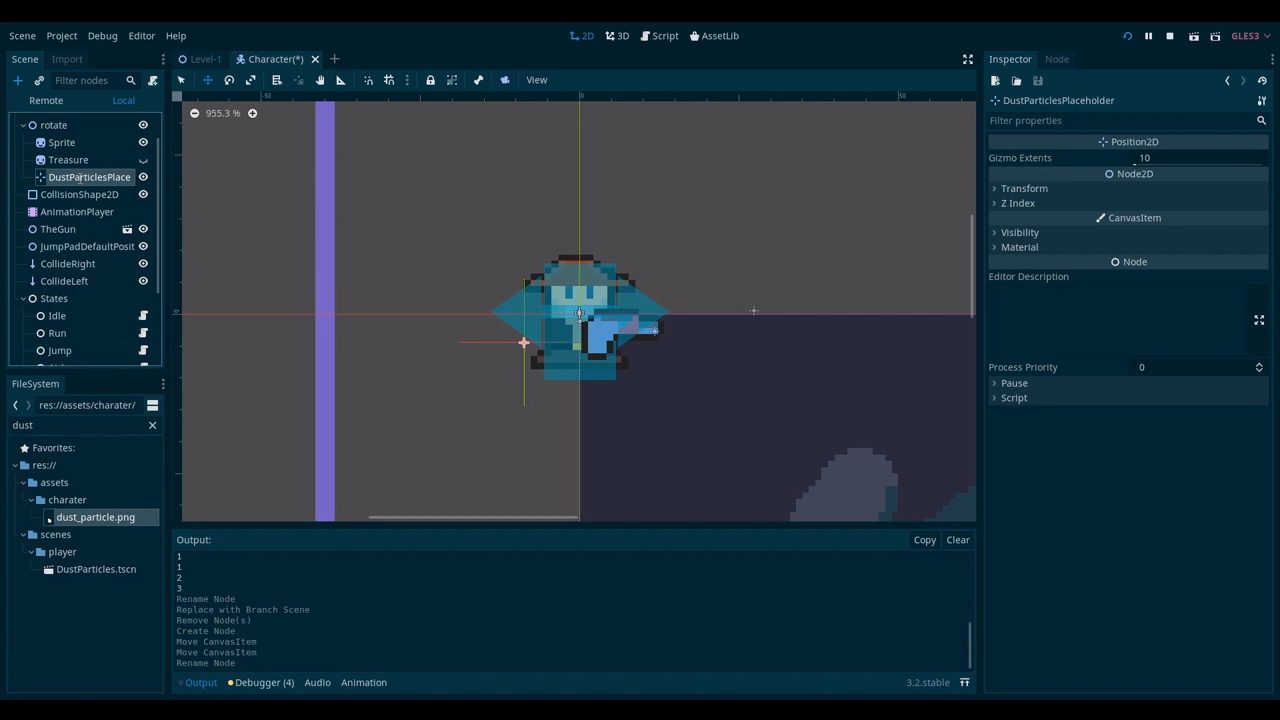 Scene Project Debug Editor Help
2D 3D Script AssetLib
GLES3
Scene Import
Level-1 Character(*)
Inspector Node
Filter nodes
View
Remote Local
-50 0 50
DustParticlesPlaceholder
955.3 %
Filter properties
rotate
Sprite
Treasure
DustParticlesPlace
CollisionShape2D
AnimationPlayer
TheGun
JumpPadDefaultPosit
CollideRight
CollideLeft
States
Idle
Run
Jump
0
Position2D
Gizmo Extents 10
Node2D
Transform
Z Index
CanvasItem
Visibility
Material
Node
Editor Description
Process Priority 0
Pause
Script
FileSystem
res://assets/charater/
dust
Favorites:
res://
assets
charater
dust_particle.png
scenes
player
DustParticles.tscn
Output:
Copy Clear
1
1
2
3
Rename Node
Replace with Branch Scene
Remove Node(s)
Create Node
Move CanvasItem
Move CanvasItem
Rename Node
Output Debugger (4) Audio Animation
3.2.stable